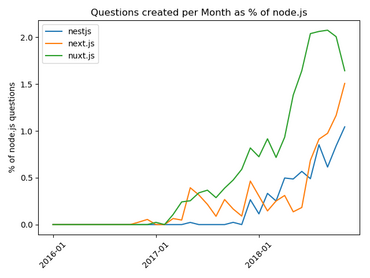 Questions created per Month as % of node.js
nestjs
next.js
nuxt.js
% of node.js questions
2.0
1.5
1.0
0.5
0.0
2016-01
2017-01
2018-01